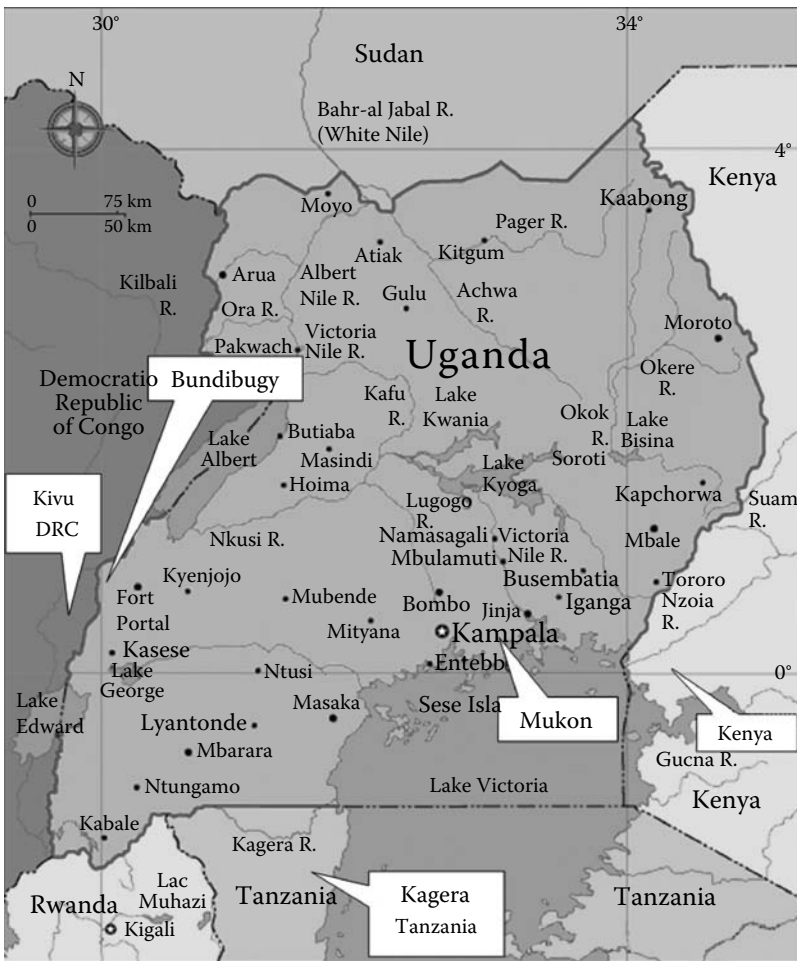 30°
34°
Sudan
N
Bahr-al Jabal R.
(White Nile)
4°
Kenya
0 75 km
0 50 km
Moyo
Kaabong
Pager R.
Atiak
Kitgum
Kilbali
R.
Arua
Albert
Nile R.
Ora R.
Gulu
Achwa
R.
Moroto
Pakwach
Victoria
Nile R.
Uganda
Okere
R.
Democratio
Republic
of Congo
Bundibugy
Kafu
R.
Lake
Kwania
Okok
R.
Lake
Bisina
Lake
Albert
Butiaba
Masindi
Soroti
Lake
Kyoga
Hoima
Kapchorwa
Kivu
DRC
Lugogo
R.
Suam
R.
Nkusi R.
Namasagali
Victoria
Nile R.
Mbulamuti
Mbale
Kyenjojo
Busembatia
Fort
Portal
Mubende
Bombo
Jinja
Iganga
Tororo
Nzoia
R.
Mityana
Kampala
Kasese
Lake
George
Ntusi
Entebb
0°
Lake
Edward
Masaka
Sese Isla
Mukon
Kenya
Lyantonde
Mbarara
Gucna R.
Ntungamo
Lake Victoria
Kenya
Kabale
Kagera R.
Rwanda
Lac
Muhazi
Tanzania
Kagera
Tanzania
Tanzania
Kigali